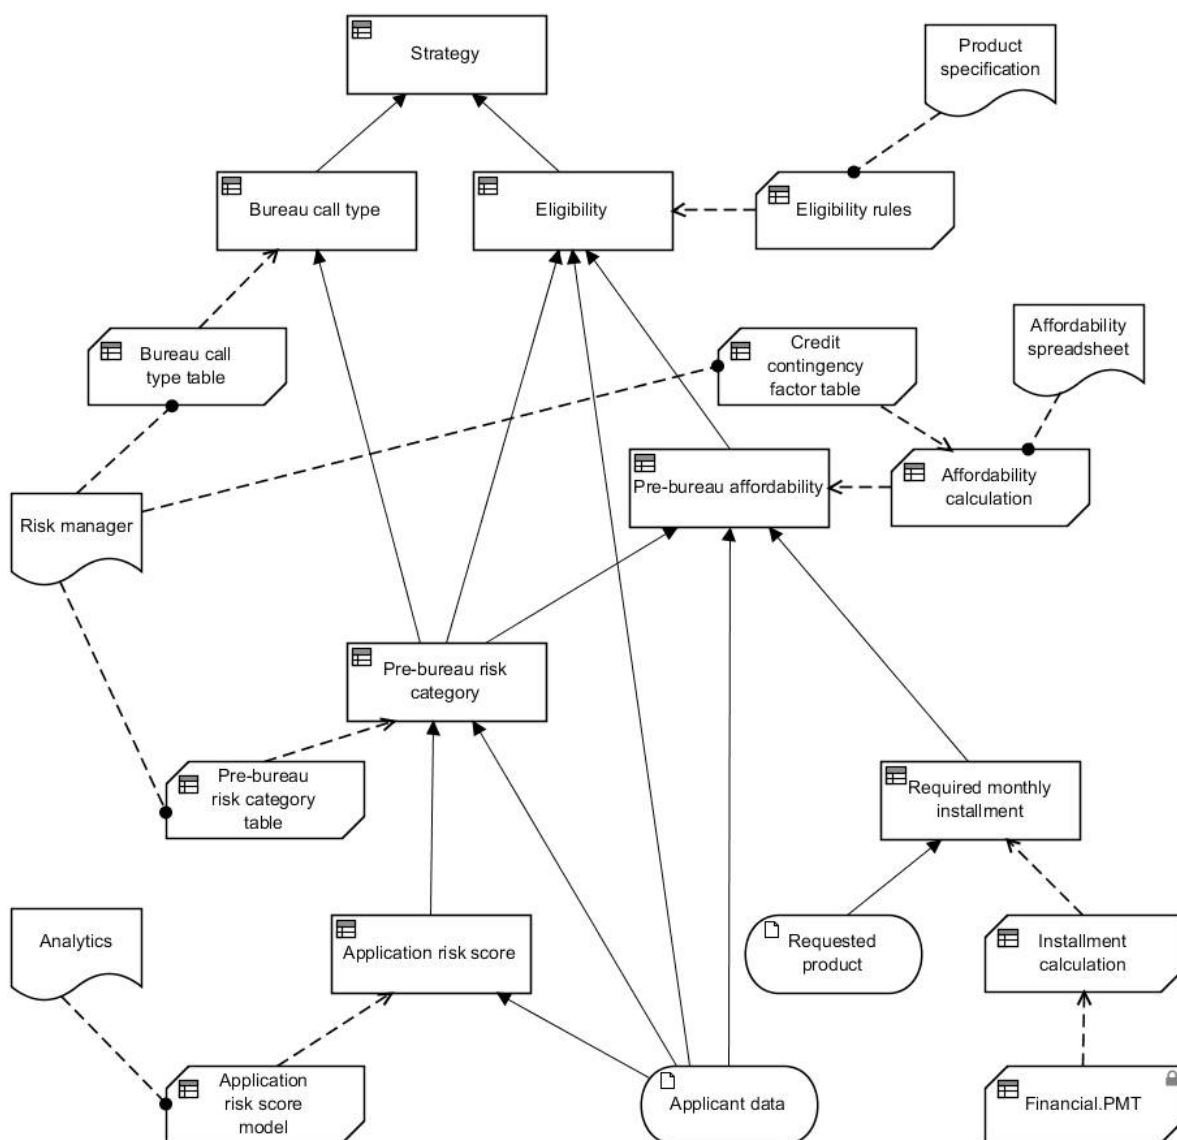 Strategy
Product
specification
Bureau call type
Eligibility
Eligibility rules
Bureau call
type table
Credit
contingency
factor table
Affordability
spreadsheet
Pre-bureau affordability
Affordability
calculation
Risk manager
Pre-bureau risk
category
Pre-bureau
risk category
table
Required monthly
installment
Analytics
Application risk score
Requested
product
Installment
calculation
Application
risk score
model
Applicant data
Financial.PMT